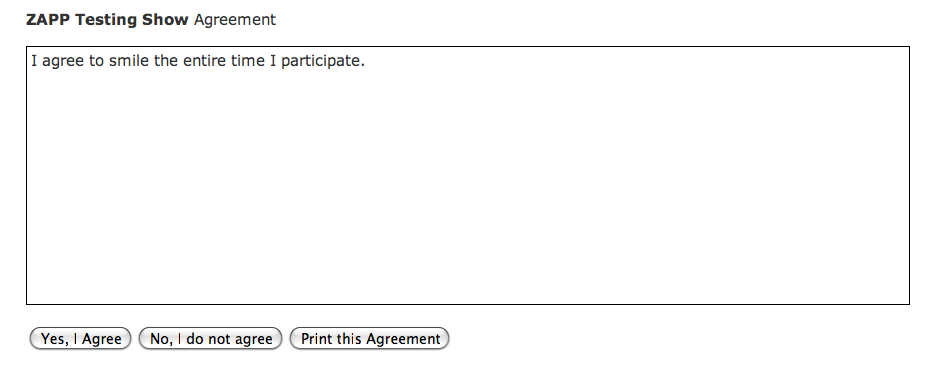 ZAPP Testing Show Agreement
I agree to smile the entire time I participate.
Yes, I Agree No, I do not agree Print this Agreement